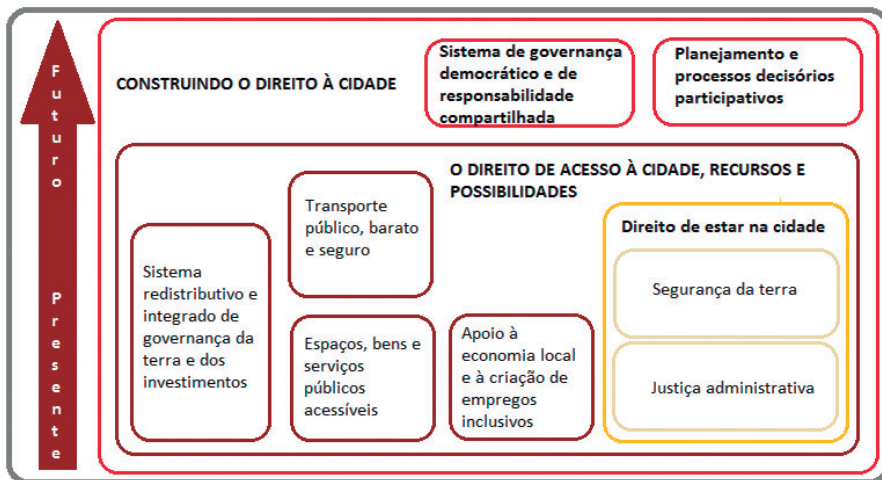 Futuro
Presente
CONSTRUINDO O DIREITO À CIDADE
Sistema de governança
democrático e de
responsabilidade
compartilhada
Planejamento e
processos decisórios
participativos
O DIREITO DE ACESSO À CIDADE, RECURSOS E
POSSIBILIDADES
Sistema
redistributivo e
integrado de
governança da
terra e dos
investimentos
Transporte
público, barato
e seguro
Espaços, bens e
serviços
públicos
acessíveis
Apoio à
economia local
e à criação de
empregos
inclusivos
Direito de estar na cidade
Segurança da terra
Justiça administrativa